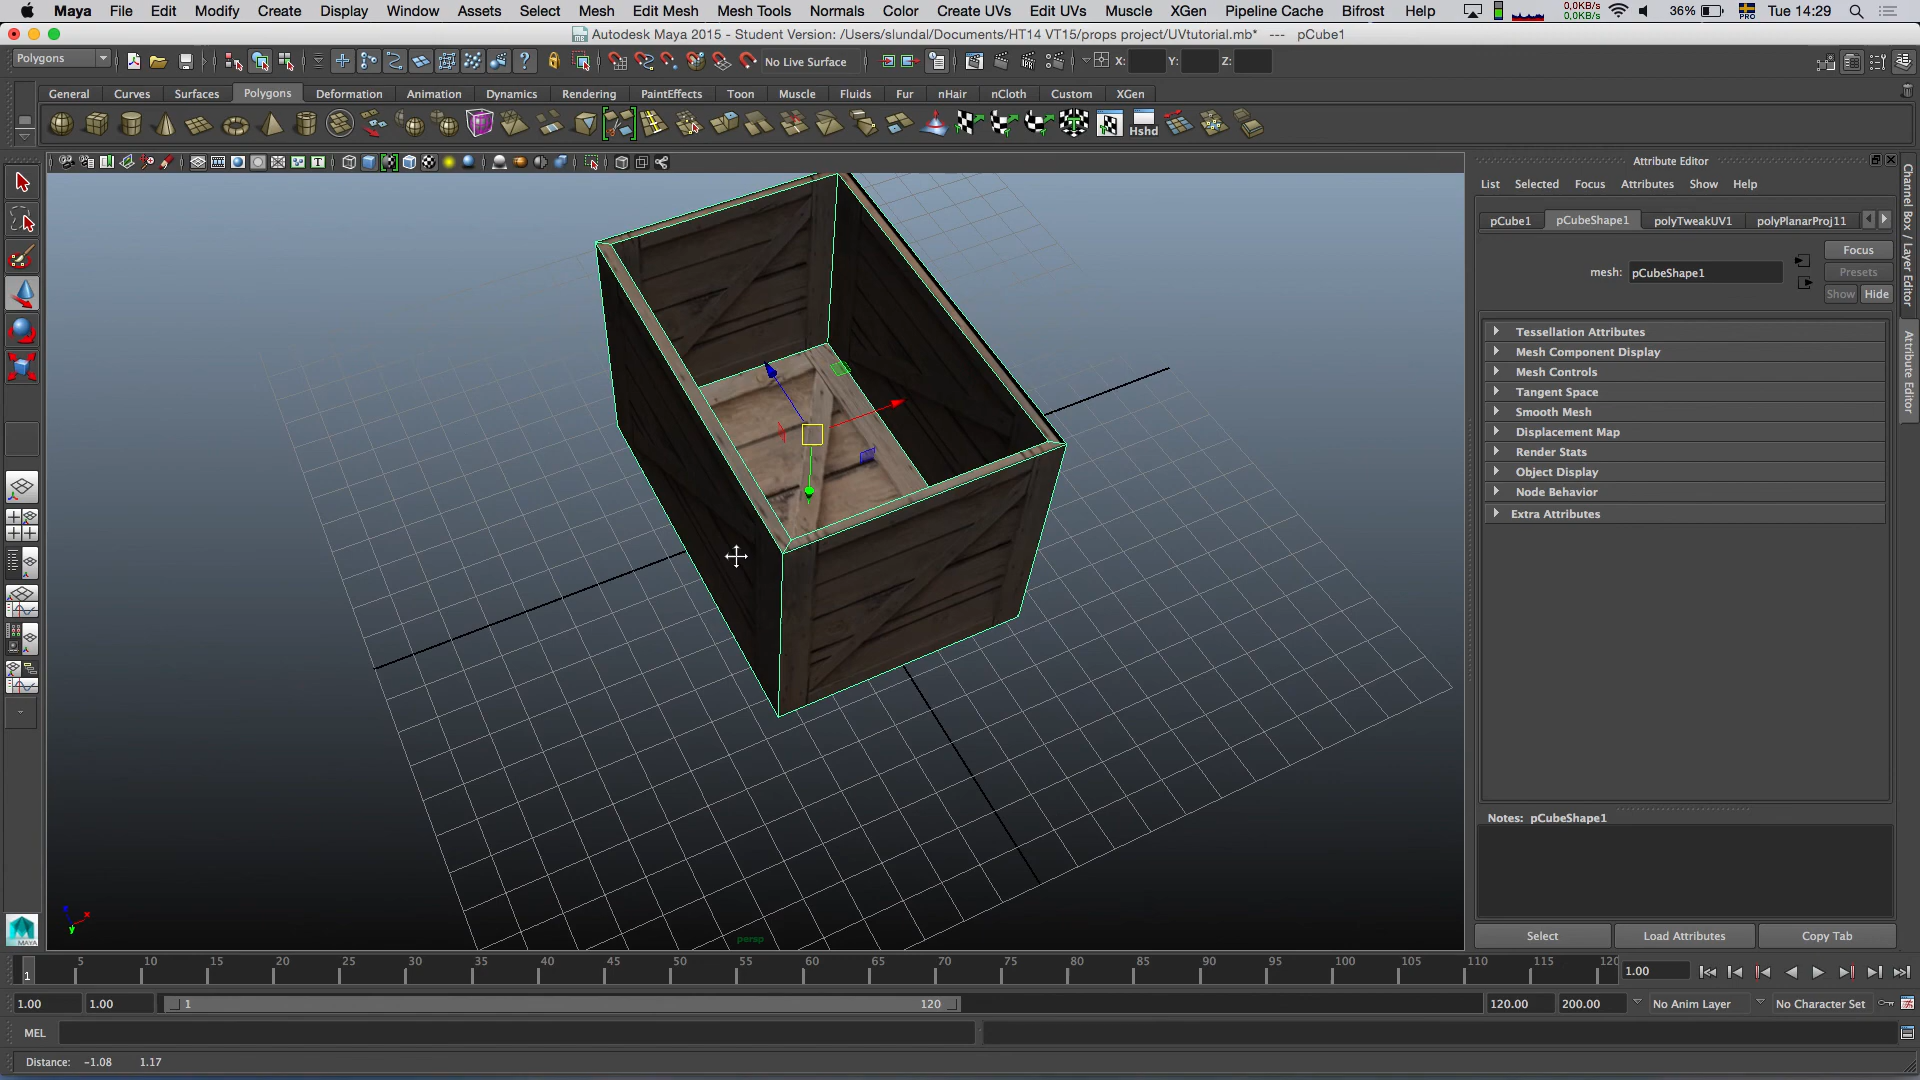 Maya File Edit Modify Create Display Window Assets Select Mesh Edit Mesh Mesh Tools Normals Color Create UVs Edit UVs Muscle XGen Pipeline Cache Bifrost Help 0,0KB/s 0,0KB/s PRO 36% Tue 14:29
Autodesk Maya 2015 - Student Version: /Users/slundal/Documents/HT14 VT15/props project/UVtutorial.mb* --- pCube1
Polygons No Live Surface X: Y: Z:
General Curves Surfaces Polygons Deformation Animation Dynamics Rendering PaintEffects Toon Muscle Fluids Fur nHair nCloth Custom XGen
Hshd
Attribute Editor
List Selected Focus Attributes Show Help
pCube1 pCubeShape1 polyTweakUV1 polyPlanarProj11
Focus
mesh: pCubeShape1 Presets
Show Hide
Tessellation Attributes
Mesh Component Display
Mesh Controls
Tangent Space
Smooth Mesh
Displacement Map
Render Stats
Object Display
Node Behavior
Extra Attributes
Notes: pCubeShape1
Select Load Attributes Copy Tab
Channel Box / Layer Editor
Attribute Editor
persp
x
y
MAYA
1 5 10 15 20 25 30 35 40 45 50 55 60 65 70 75 80 85 90 95 100 105 110 115 120 1.00
1.00 1.00 1 120 120.00 200.00 No Anim Layer No Character Set
MEL
Distance: -1.08 1.17